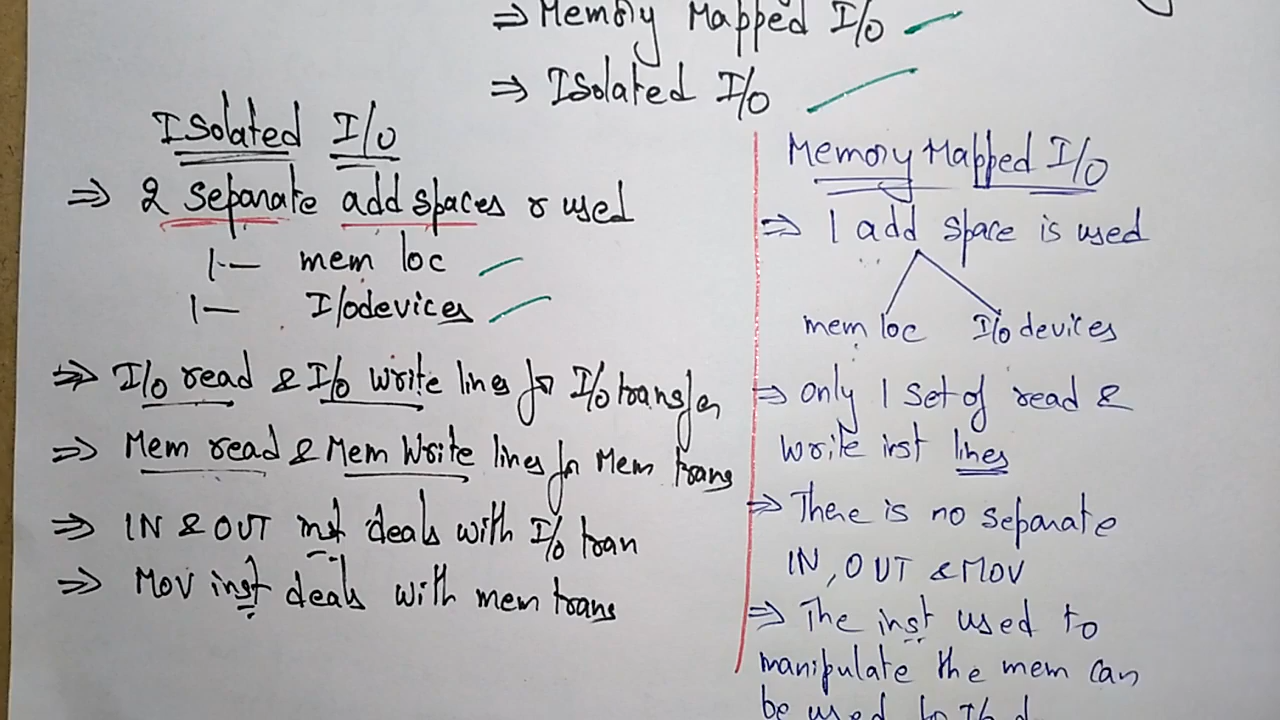 ⇒ Memory Mapped I/O
⇒ Isolated I/O
Isolated I/O
⇒ 2 separate add spaces r used
1 - mem loc
1 - I/o devices
⇒ I/o read & I/o write lines for I/o transfer
⇒ Mem read & Mem Write lines for Mem trans
⇒ IN & OUT inst deals with I/o tran
⇒ MOV inst deals with mem trans
Memory Mapped I/O
⇒ 1 add space is used
mem loc I/o devices
⇒ only 1 set of read &
write inst lines
⇒ There is no separate
IN, OUT & MOV
⇒ The inst used to
manipulate the mem can
be used